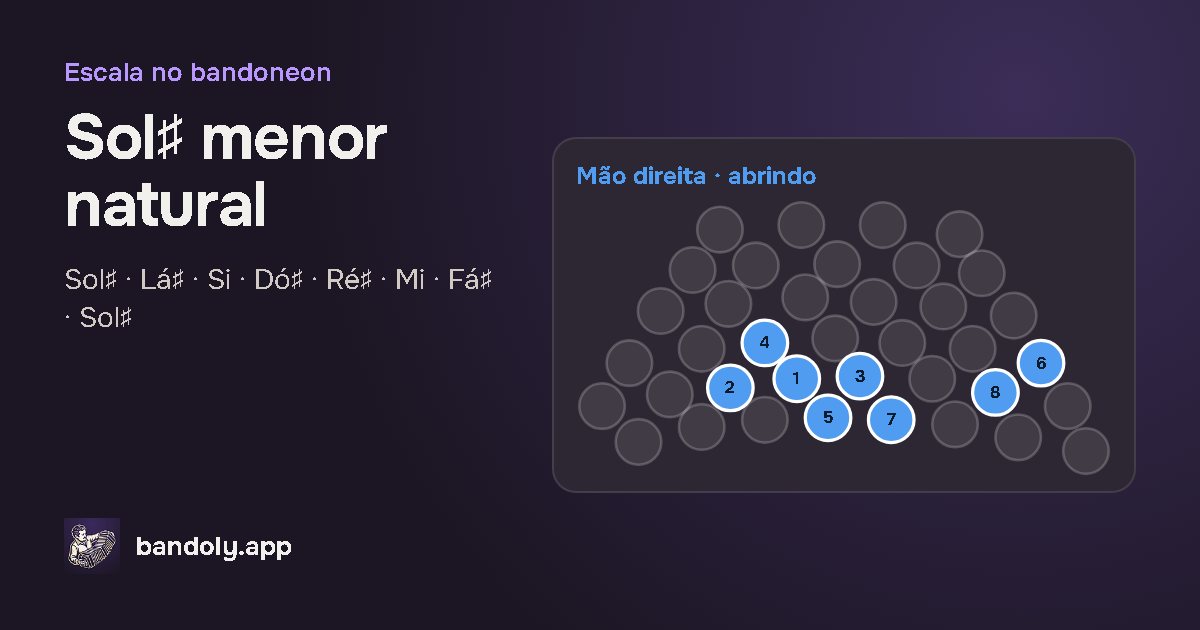 Escala no bandoneon
Sol♯ menor
natural
Sol♯ · Lá♯ · Si · Dó♯ · Ré♯ · Mi · Fá♯
· Sol♯
Mão direita · abrindo
4
6
1
3
2
8
5
7
bandoly.app